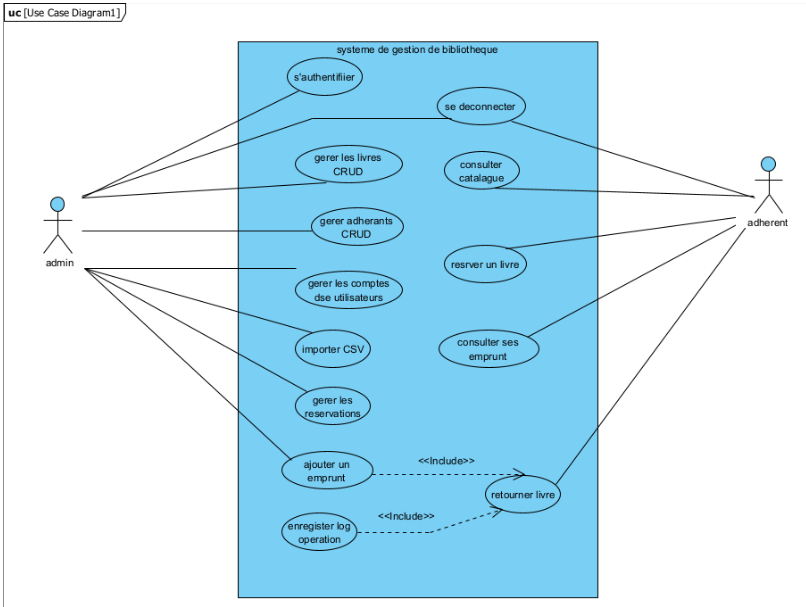 uc [Use Case Diagram1]
systeme de gestion de bibliotheque
s'authentifiier
se deconnecter
gerer les livres
CRUD
consulter
catalague
gerer adherants
CRUD
admin
adherent
resrver un livre
gerer les comptes
dse utilisateurs
importer CSV
consulter ses
emprunt
gerer les
reservations
ajouter un
emprunt
<<Include>>
retourner livre
<<Include>>
enregister log
operation